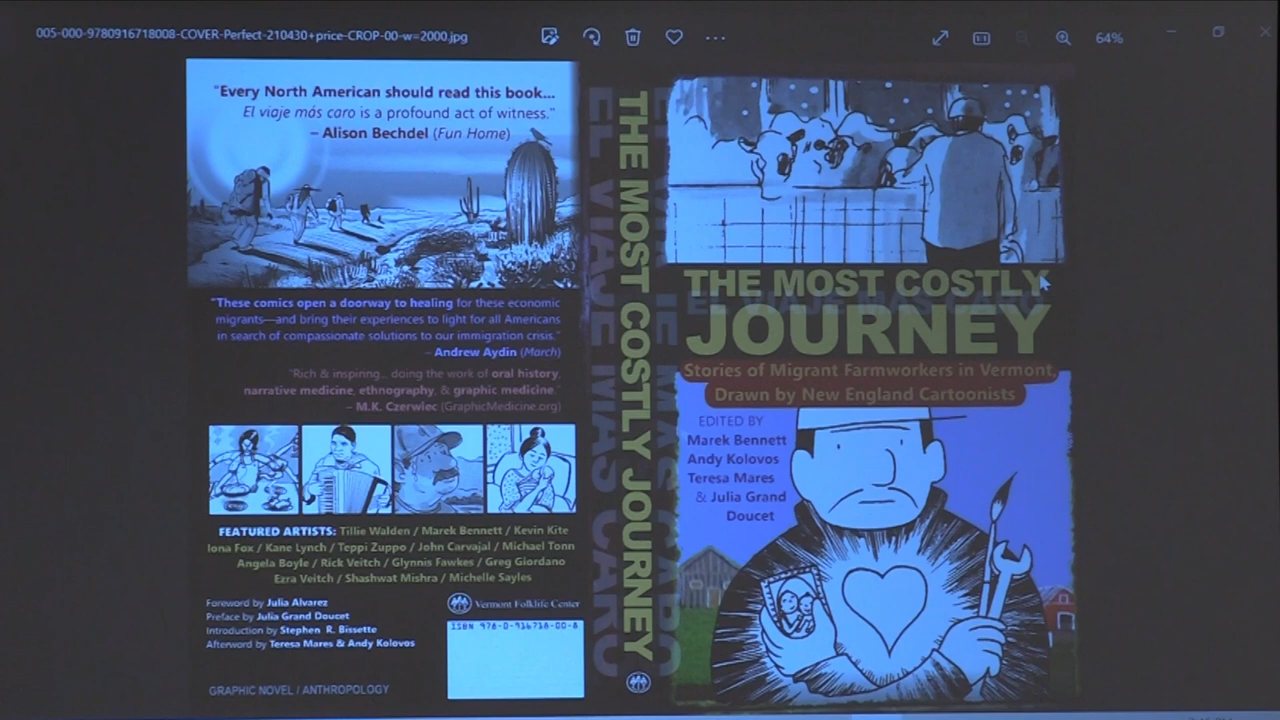 005-000-9780916718008-COVER-Perfect-210430+price-CROP-00-w=2000.jpg
64%
"Every North American should read this book...
El viaje más caro is a profound act of witness."
– Alison Bechdel (Fun Home)
"These comics open a doorway to healing for these economic
migrants—and bring their experiences to light for all Americans
in search of compassionate solutions to our immigration crisis."
– Andrew Aydin (March)
"Rich & inspiring... doing the work of oral history,
narrative medicine, ethnography, & graphic medicine."
– M.K. Czerwiec (GraphicMedicine.org)
FEATURED ARTISTS: Tillie Walden / Marek Bennett / Kevin Kite
Iona Fox / Kane Lynch / Teppi Zuppo / John Carvajal / Michael Tonn
Angela Boyle / Rick Veitch / Glynnis Fawkes / Greg Giordano
Ezra Veitch / Shashwat Mishra / Michelle Sayles
Foreword by Julia Alvarez
Preface by Julia Grand Doucet
Introduction by Stephen R. Bissette
Afterword by Teresa Mares & Andy Kolovos
GRAPHIC NOVEL / ANTHROPOLOGY
Vermont Folklife Center
ISBN 978-0-916718-00-8
THE MOST COSTLY JOURNEY
EL VIAJE MÁS CARO
THE MOST COSTLY
JOURNEY
EL VIAJE MÁS CARO
Stories of Migrant Farmworkers in Vermont,
Drawn by New England Cartoonists
EDITED BY
Marek Bennett
Andy Kolovos
Teresa Mares
& Julia Grand
Doucet